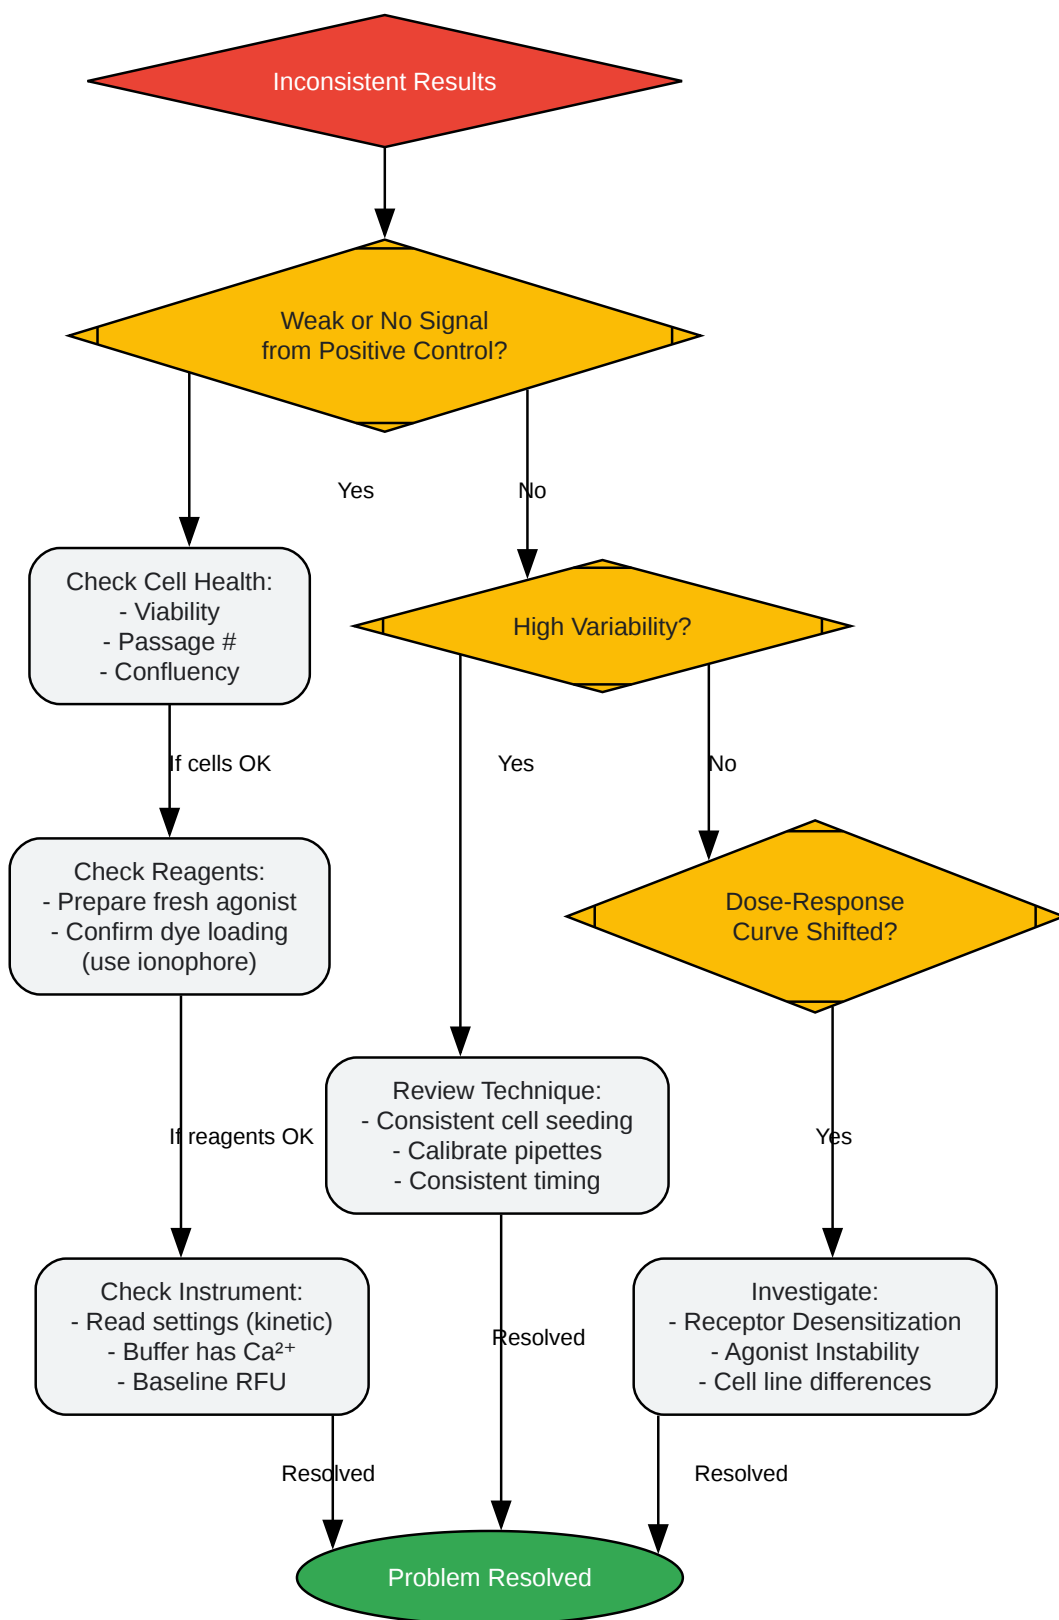 Inconsistent Results
Weak or No Signal
from Positive Control?
Yes
No
Check Cell Health:
- Viability
- Passage #
- Confluency
High Variability?
If cells OK
Yes
No
Check Reagents:
- Prepare fresh agonist
- Confirm dye loading
(use ionophore)
Dose-Response
Curve Shifted?
Review Technique:
- Consistent cell seeding
- Calibrate pipettes
- Consistent timing
If reagents OK
Yes
Check Instrument:
- Read settings (kinetic)
- Buffer has Ca²⁺
- Baseline RFU
Resolved
Investigate:
- Receptor Desensitization
- Agonist Instability
- Cell line differences
Resolved
Resolved
Problem Resolved